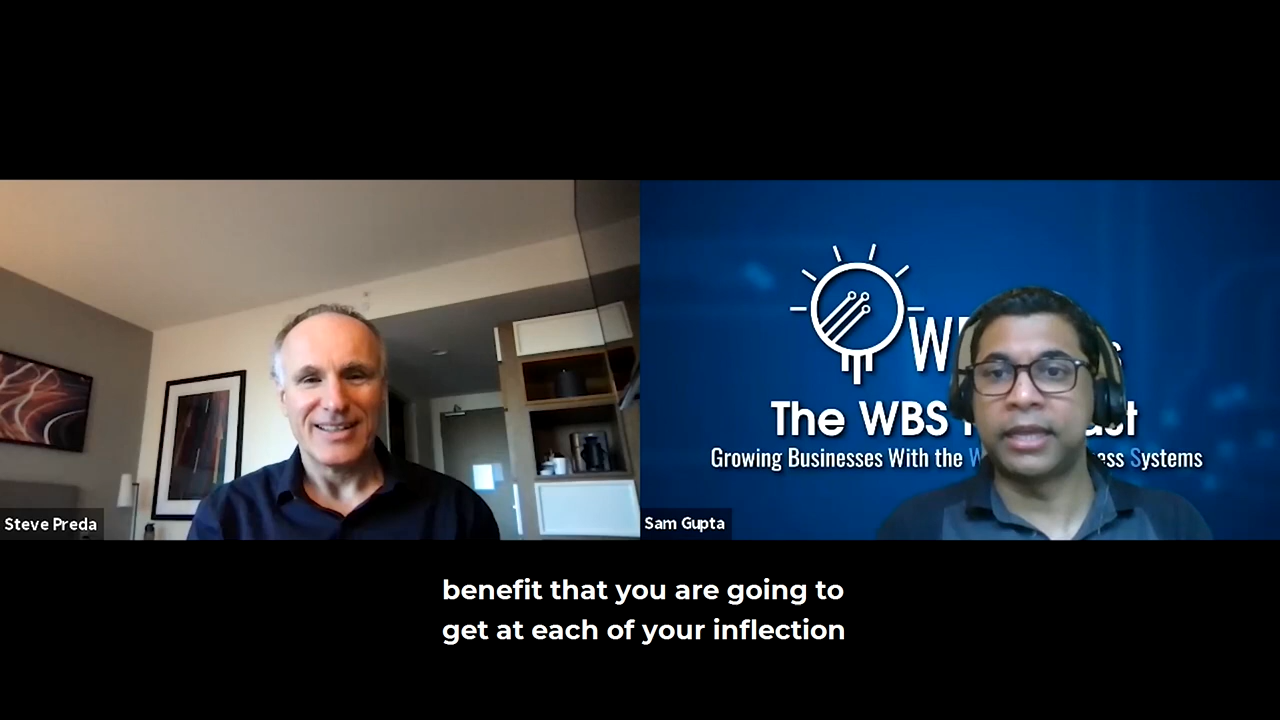 The WBS
Growing Businesses With the
Systems
Steve Preda
Sam Gupta
benefit that you are going to
get at each of your inflection